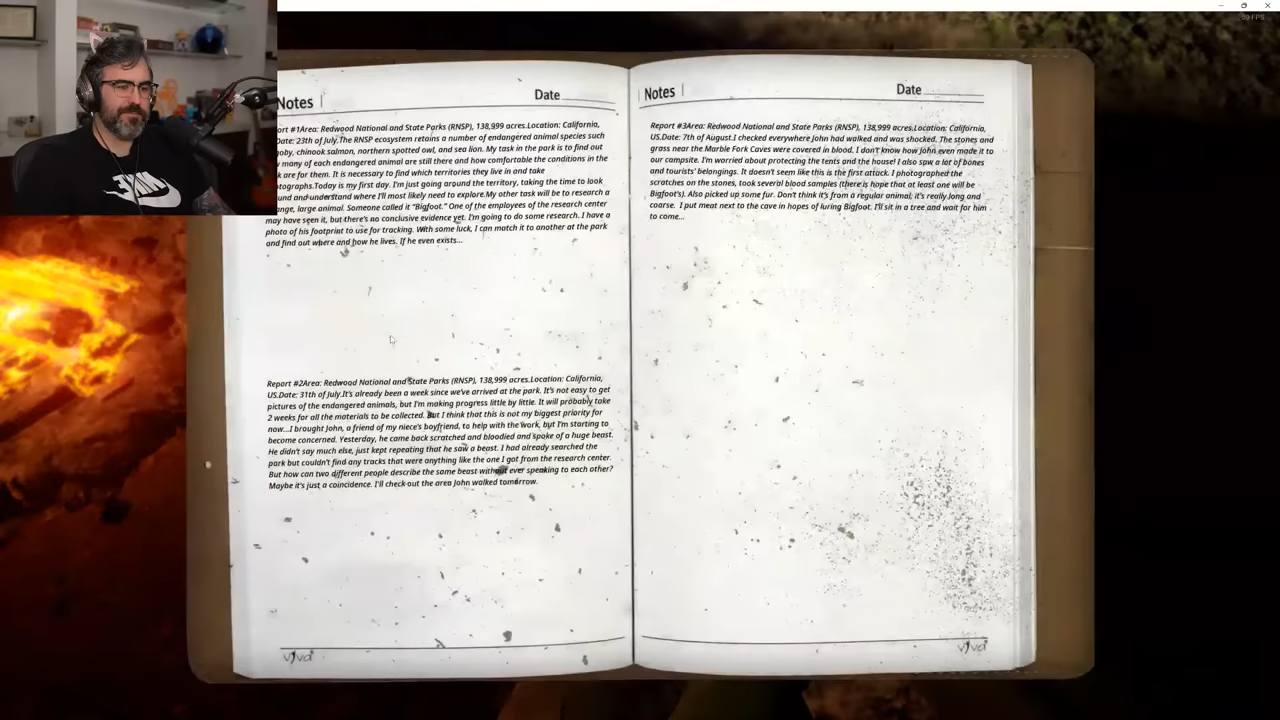 59 FPS
Notes
Date
ort #1Area: Redwood National and State Parks (RNSP), 138,999 acres.Location: California,
Date: 23th of July.The RNSP ecosystem retains a number of endangered animal species such
goby, chinook salmon, northern spotted owl, and sea lion. My task in the park is to find out
many of each endangered animal are still there and how comfortable the conditions in the
k are for them. It is necessary to find which territories they live in and take
otographs.Today is my first day. I'm just going around the territory, taking the time to look
und and understand where I'll most likely need to explore.My other task will be to research a
ange, large animal. Someone called it "Bigfoot." One of the employees of the research center
may have seen it, but there's no conclusive evidence yet. I'm going to do some research. I have a
photo of his footprint to use for tracking. With some luck, I can match it to another at the park
and find out where and how he lives. If he even exists...
Report #2Area: Redwood National and State Parks (RNSP), 138,999 acres.Location: California,
US.Date: 31th of July.It's already been a week since we've arrived at the park. It's not easy to get
pictures of the endangered animals, but I'm making progress little by little. It will probably take
2 weeks for all the materials to be collected. But I think that this is not my biggest priority for
now...I brought John, a friend of my niece's boyfriend, to help with the work, but I'm starting to
become concerned. Yesterday, he came back scratched and bloodied and spoke of a huge beast.
He didn't say much else, just kept repeating that he saw a beast. I had already searched the
park but couldn't find any tracks that were anything like the one I got from the research center.
But how can two different people describe the same beast without ever speaking to each other?
Maybe it's just a coincidence. I'll check out the area John walked tomorrow.
viva
Notes
Date
Report #3Area: Redwood National and State Parks (RNSP), 138,999 acres.Location: California,
US.Date: 7th of August.I checked everywhere John had walked and was shocked. The stones and
grass near the Marble Fork Caves were covered in blood. I don't know how John even made it to
our campsite. I'm worried about protecting the tents and the house! I also saw a lot of bones
and tourists' belongings. It doesn't seem like this is the first attack. I photographed the
scratches on the stones, took several blood samples (there is hope that at least one will be
Bigfoot's). Also picked up some fur. Don't think it's from a regular animal, it's really long and
coarse. I put meat next to the cave in hopes of luring Bigfoot. I'll sit in a tree and wait for him
to come...
viva